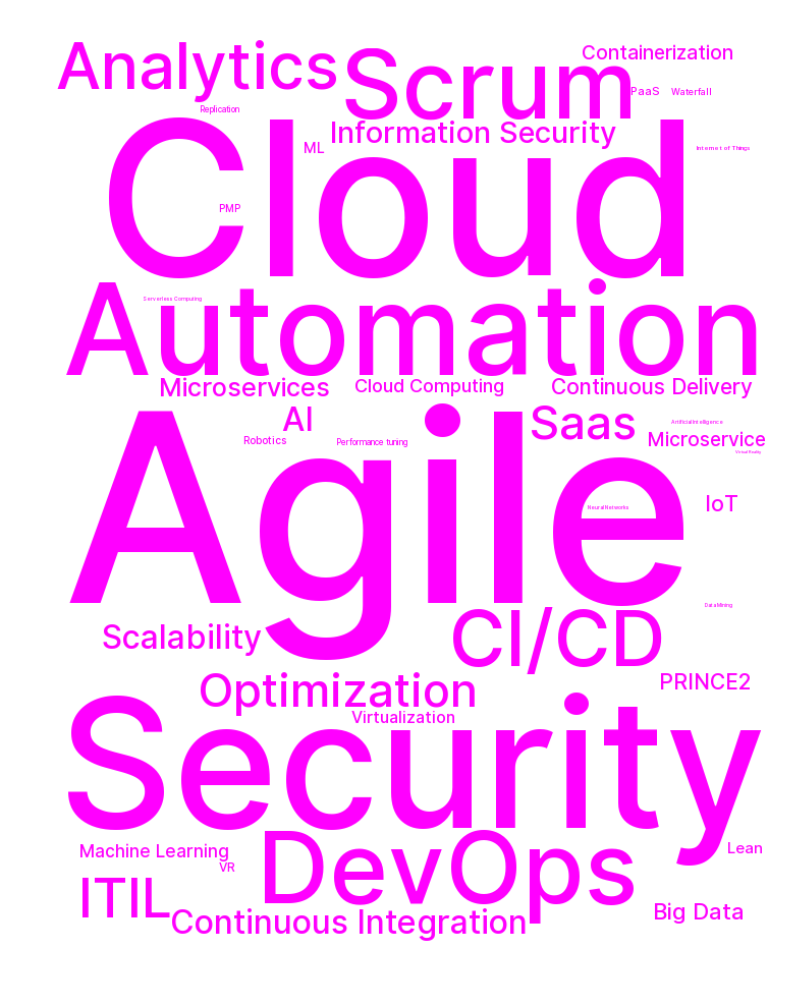 Analytics
Scrum
Containerization
PaaS
Waterfall
Replication
Information Security
ML
Internet of Things
Cloud
PMP
Automation
Serverless Computing
Microservices
Cloud Computing
Continuous Delivery
AI
Saas
Artificial Intelligence
Robotics
Performance tuning
Microservice
Virtual Reality
Agile
IoT
Neural Networks
Data Mining
Scalability
CI/CD
Optimization
PRINCE2
Virtualization
Security
Machine Learning
DevOps
Lean
VR
ITIL
Continuous Integration
Big Data